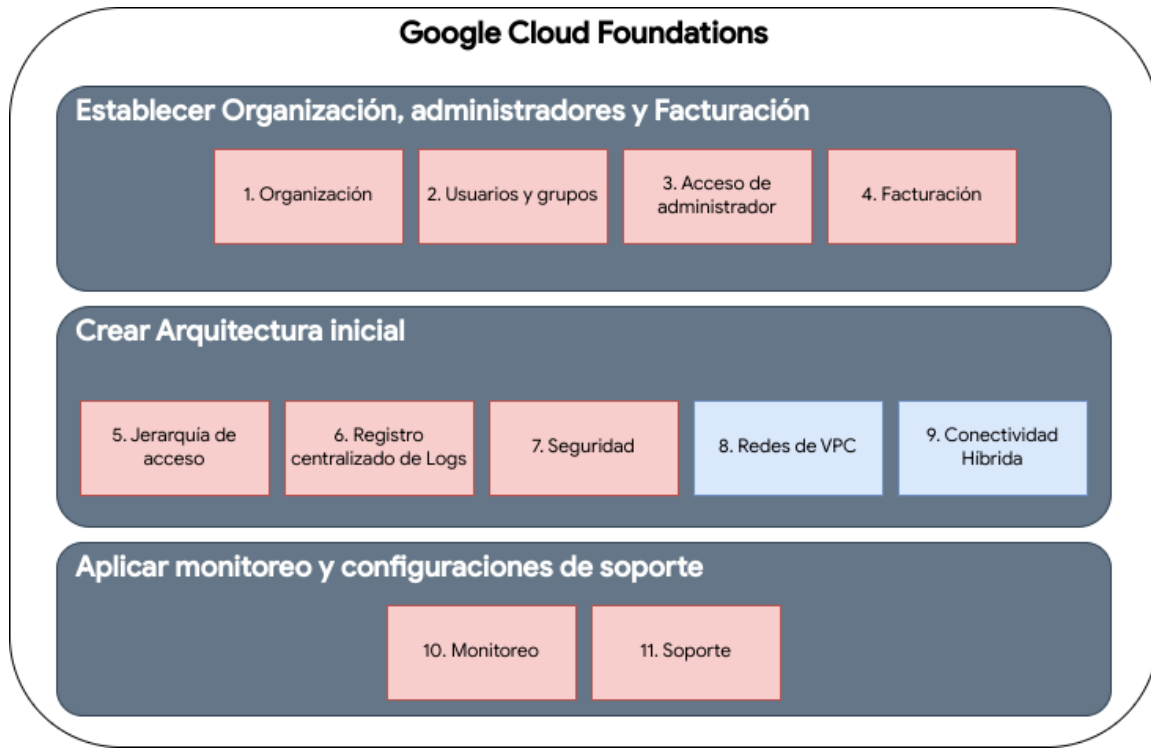 Google Cloud Foundations
Establecer Organización, administradores y Facturación
1. Organización
2. Usuarios y grupos
3. Acceso de
administrador
4. Facturación
Crear Arquitectura inicial
5. Jerarquía de
acceso
6. Registro
centralizado de Logs
7. Seguridad
8. Redes de VPC
9. Conectividad
Híbrida
Aplicar monitoreo y configuraciones de soporte
10. Monitoreo
11. Soporte